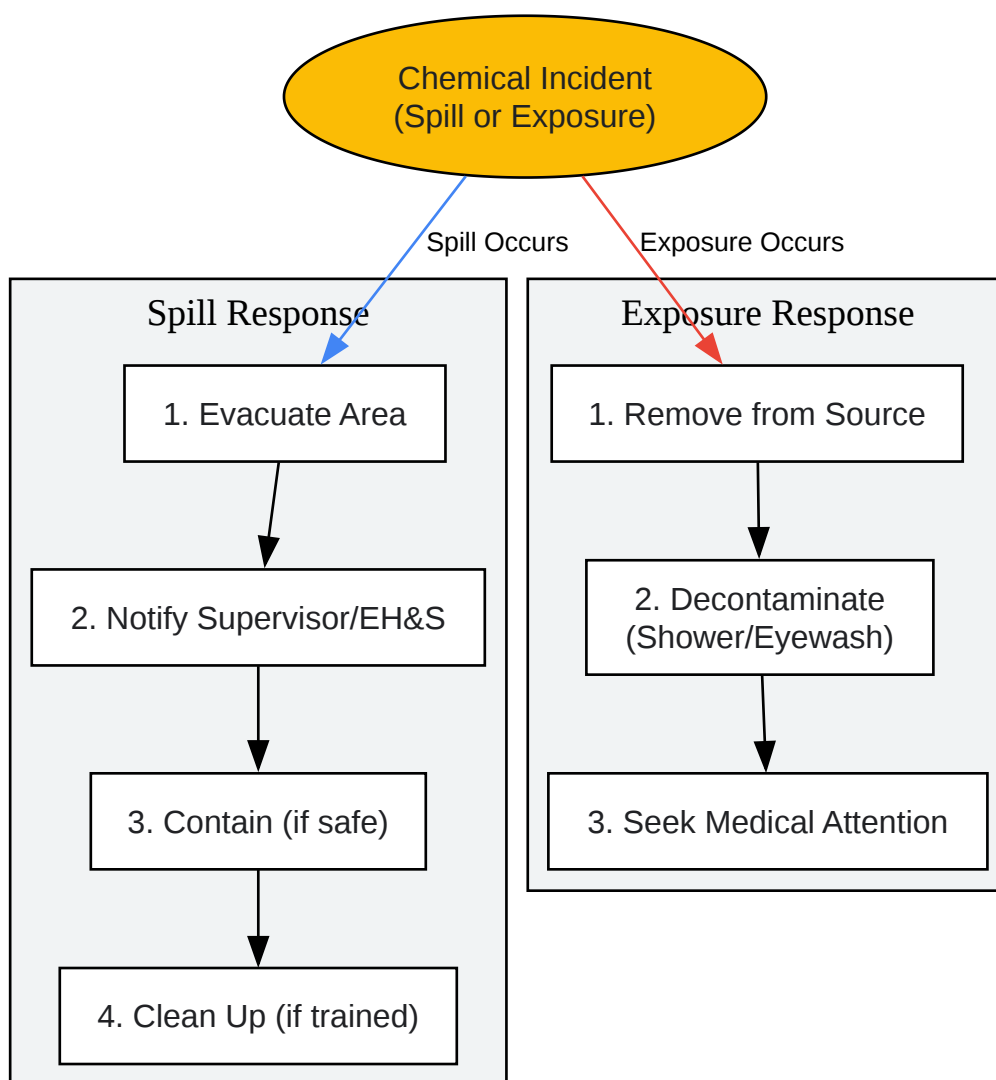 Chemical Incident
(Spill or Exposure)
Spill Occurs
Exposure Occurs
Spill Response
1. Evacuate Area
2. Notify Supervisor/EH&S
3. Contain (if safe)
4. Clean Up (if trained)
Exposure Response
1. Remove from Source
2. Decontaminate
(Shower/Eyewash)
3. Seek Medical Attention